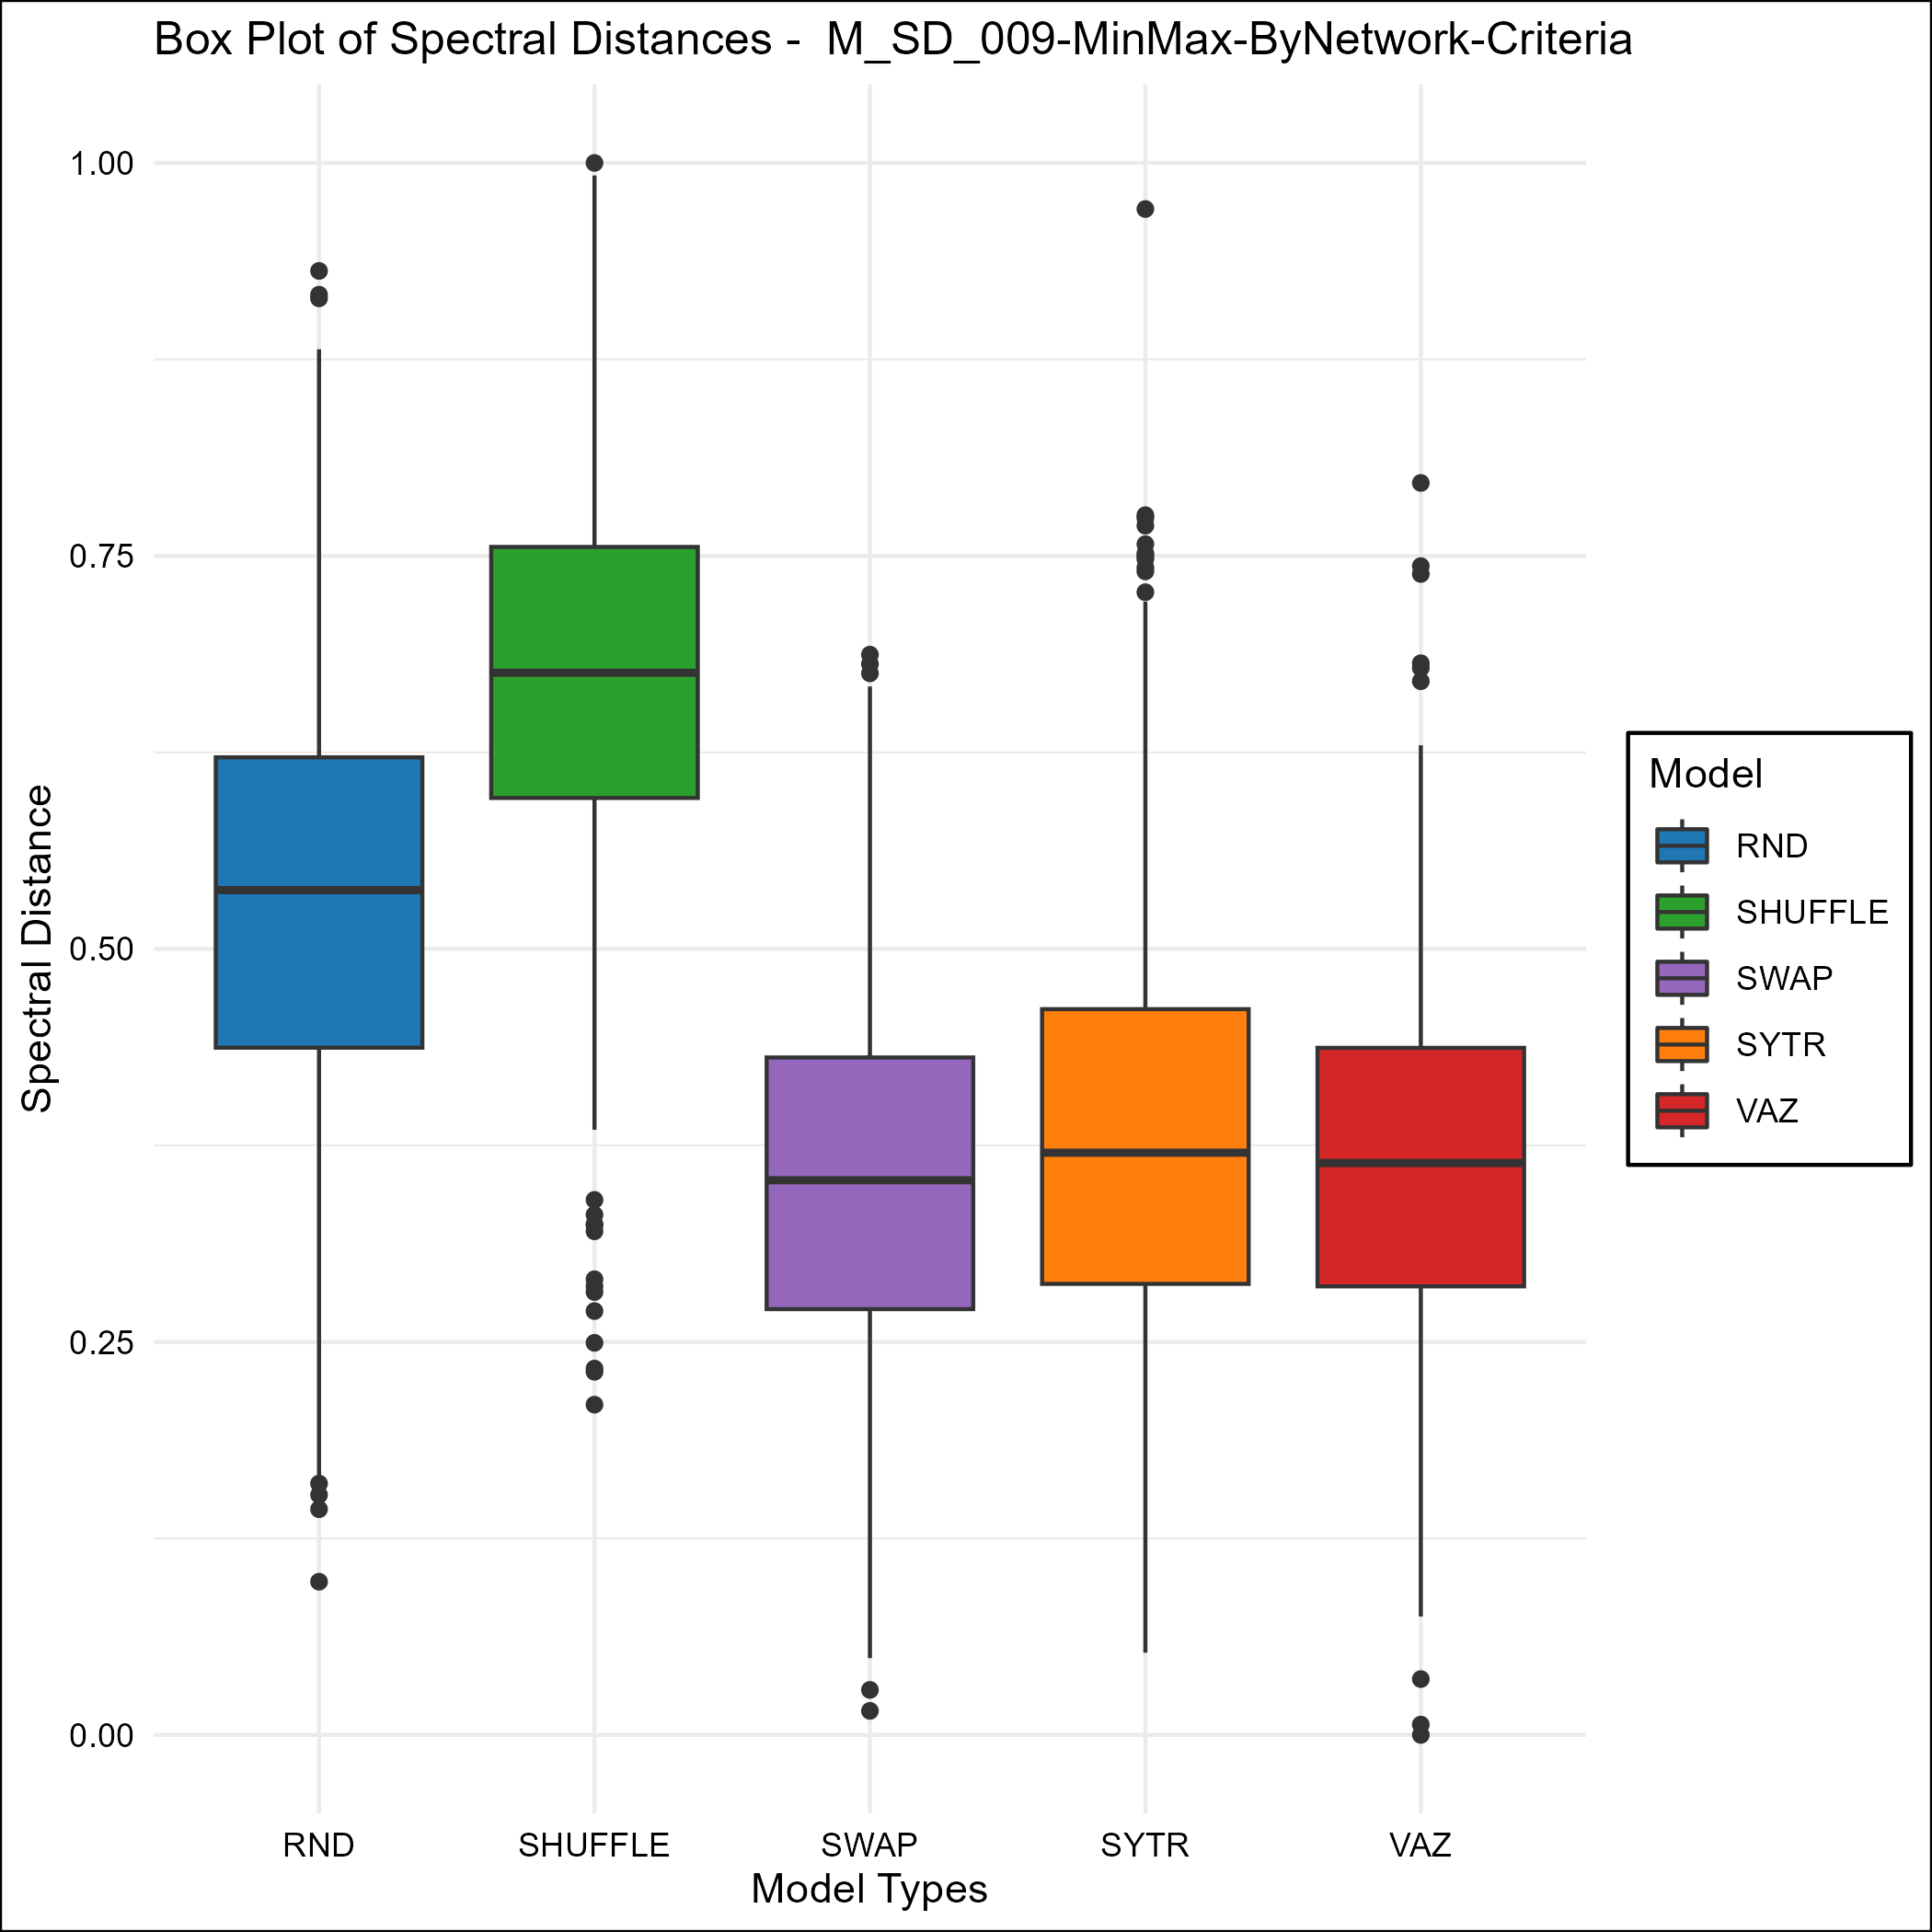 Box Plot of Spectral Distances -  M_SD_009-MinMax-ByNetwork-Criteria
Spectral Distance
1.00
0.75
0.50
0.25
0.00
RND SHUFFLE SWAP SYTR VAZ
Model Types
Model
RND
SHUFFLE
SWAP
SYTR
VAZ